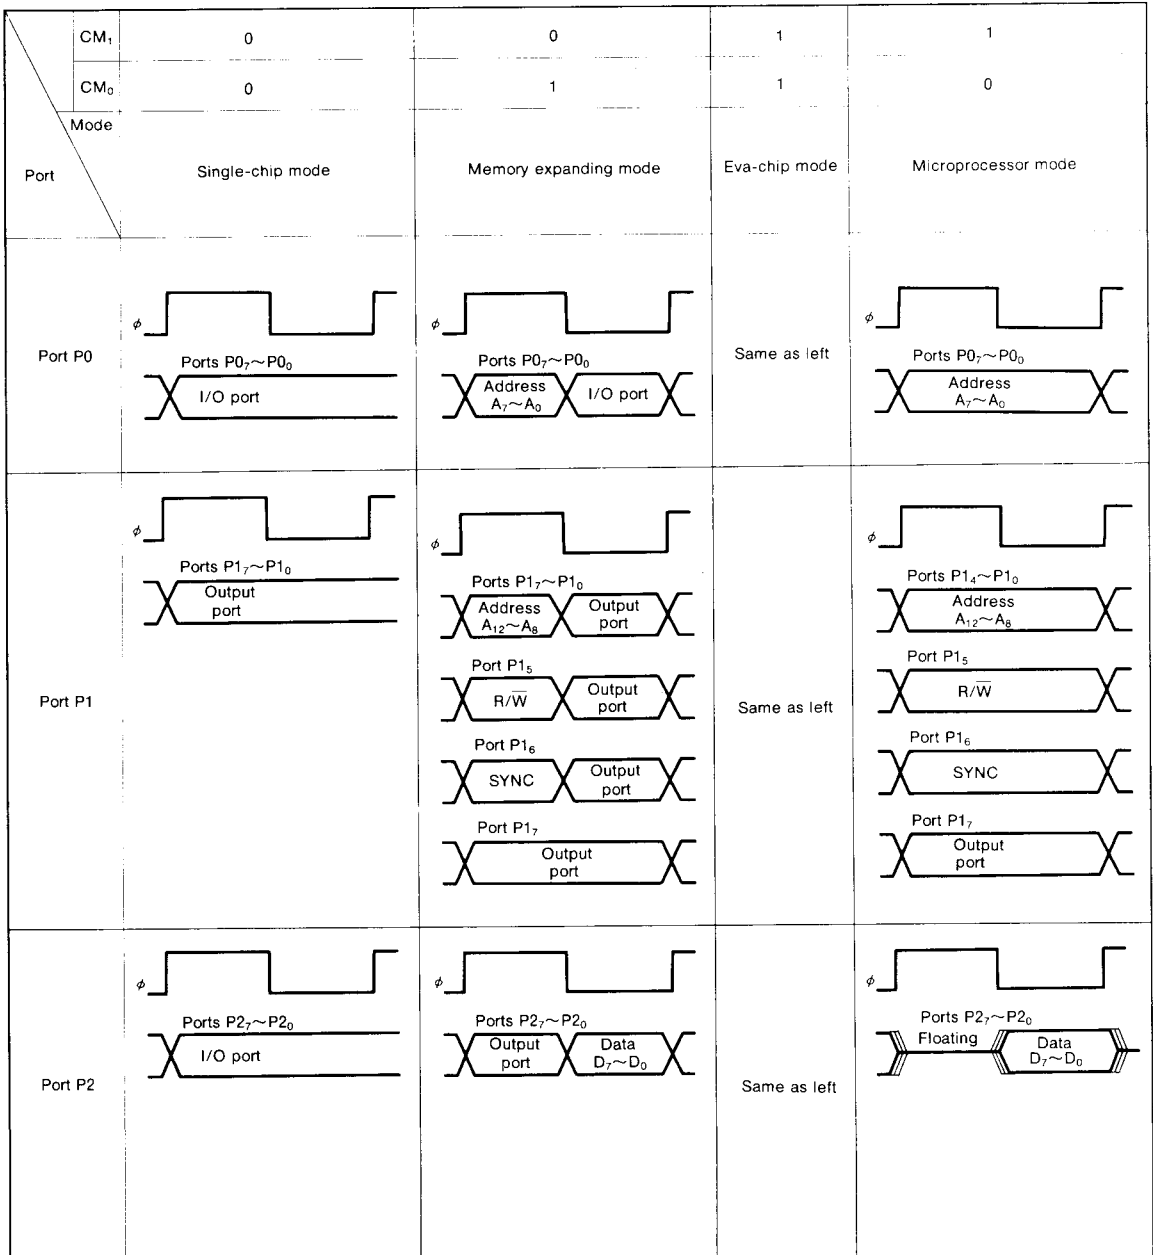 CM₁ 0 0 1 1
CM₀ 0 1 1 0
Mode
Port Single-chip mode Memory expanding mode Eva-chip mode Microprocessor mode
Port P0
ϕ
Ports P0₇~P0₀
I/O port
ϕ
Ports P0₇~P0₀
Address
A₇~A₀
I/O port
Same as left
ϕ
Ports P0₇~P0₀
Address
A₇~A₀
Port P1
ϕ
Ports P1₇~P1₀
Output
port
ϕ
Ports P1₇~P1₀
Address
A₁₂~A₈
Output
port
Port P1₅
R/W̅
Output
port
Port P1₆
SYNC
Output
port
Port P1₇
Output
port
Same as left
ϕ
Ports P1₄~P1₀
Address
A₁₂~A₈
Port P1₅
R/W̅
Port P1₆
SYNC
Port P1₇
Output
port
Port P2
ϕ
Ports P2₇~P2₀
I/O port
ϕ
Ports P2₇~P2₀
Output
port
Data
D₇~D₀
Same as left
ϕ
Ports P2₇~P2₀
Floating
Data
D₇~D₀